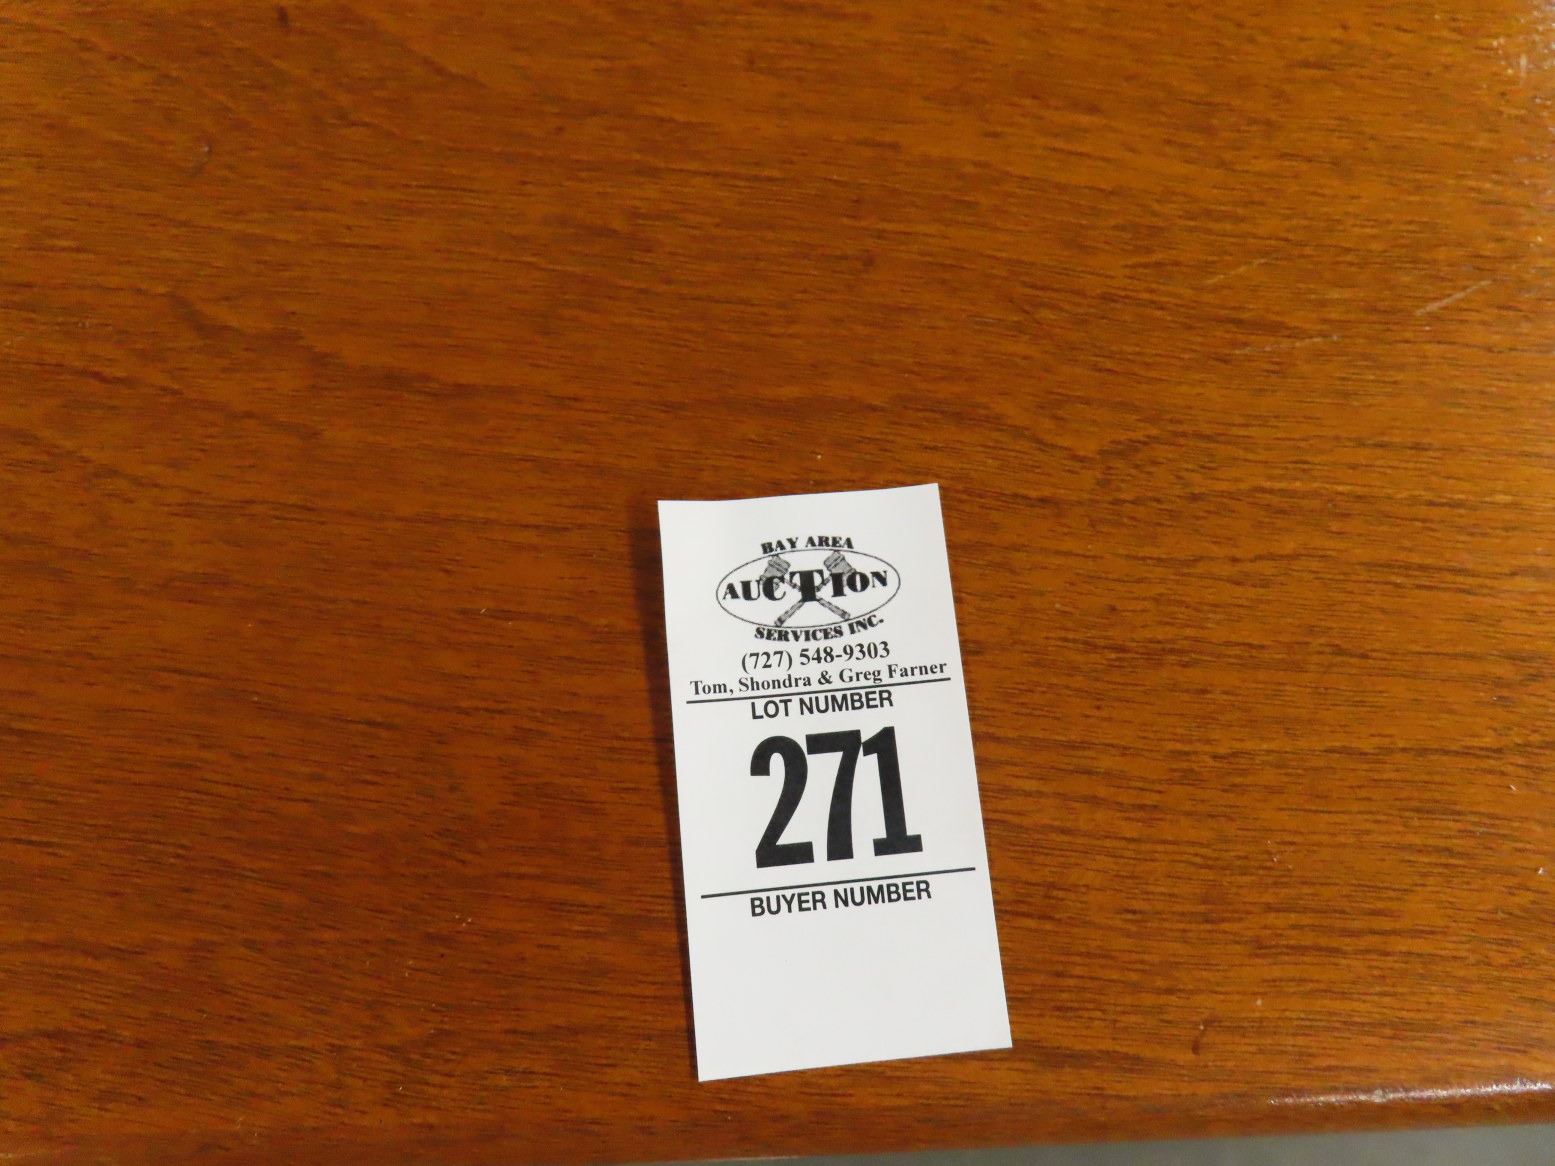 BAY AREA
AUCTION
SERVICES INC.
(727) 548-9303
Tom, Shondra & Greg Farner
LOT NUMBER
271
BUYER NUMBER